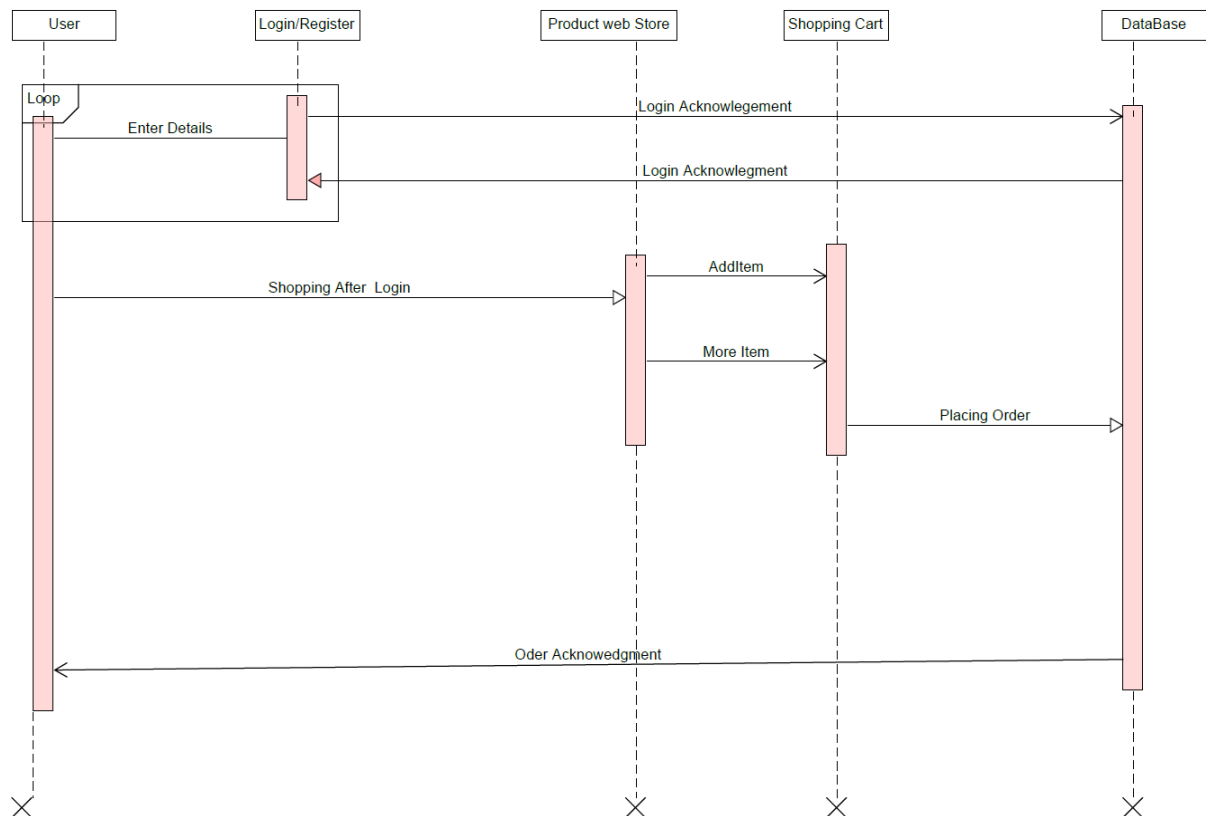 User
Login/Register
Product web Store
Shopping Cart
DataBase
Loop
Login Acknowlegement
Enter Details
Login Acknowlegment
AddItem
Shopping After Login
More Item
Placing Order
Oder Acknowedgment